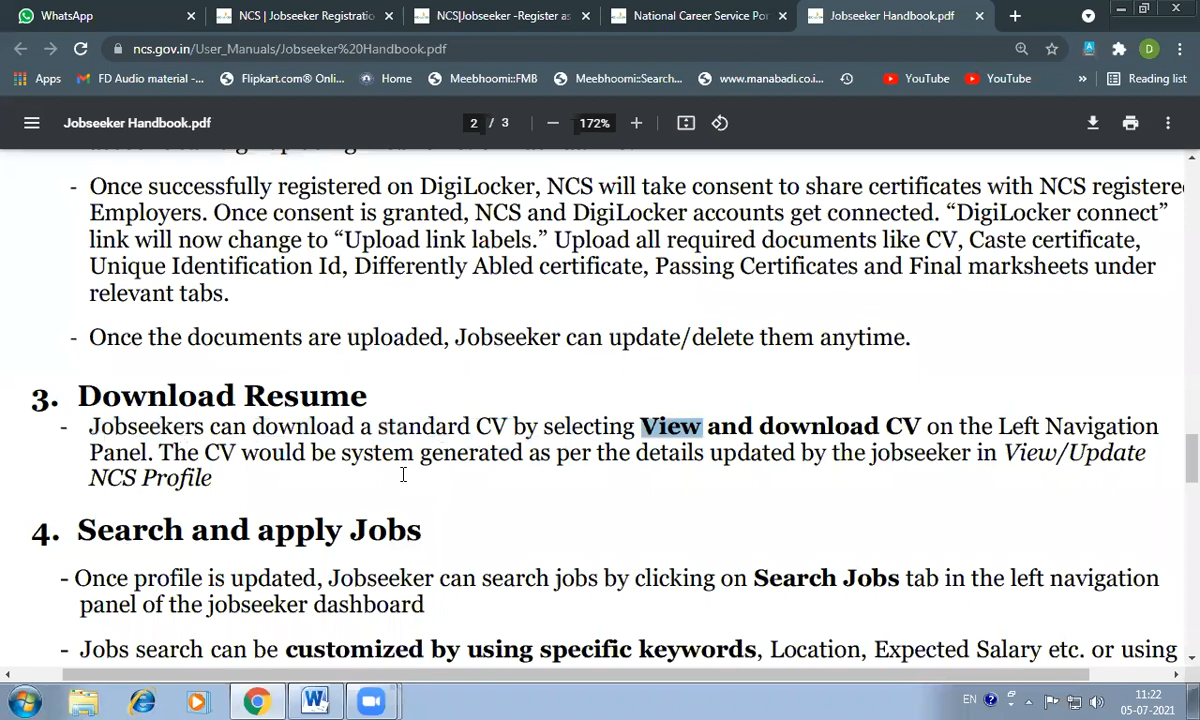 WhatsApp
NCS | Jobseeker Registratio
NCS|Jobseeker -Register as
National Career Service Po
Jobseeker Handbook.pdf
ncs.gov.in/User_Manuals/Jobseeker%20Handbook.pdf
D
Apps
FD Audio material -...
Flipkart.com® Onli...
Home
Meebhoomi::FMB
Meebhoomi::Search...
www.manabadi.co.i...
YouTube
YouTube
»
Reading list
Jobseeker Handbook.pdf
2 / 3
172%
- Once successfully registered on DigiLocker, NCS will take consent to share certificates with NCS registere
Employers. Once consent is granted, NCS and DigiLocker accounts get connected. “DigiLocker connect”
link will now change to “Upload link labels.” Upload all required documents like CV, Caste certificate,
Unique Identification Id, Differently Abled certificate, Passing Certificates and Final marksheets under
relevant tabs.
- Once the documents are uploaded, Jobseeker can update/delete them anytime.
3. Download Resume
- Jobseekers can download a standard CV by selecting View and download CV on the Left Navigation
Panel. The CV would be system generated as per the details updated by the jobseeker in View/Update
NCS Profile
4. Search and apply Jobs
- Once profile is updated, Jobseeker can search jobs by clicking on Search Jobs tab in the left navigation
panel of the jobseeker dashboard
- Jobs search can be customized by using specific keywords, Location, Expected Salary etc. or using
EN
11:22
05-07-2021